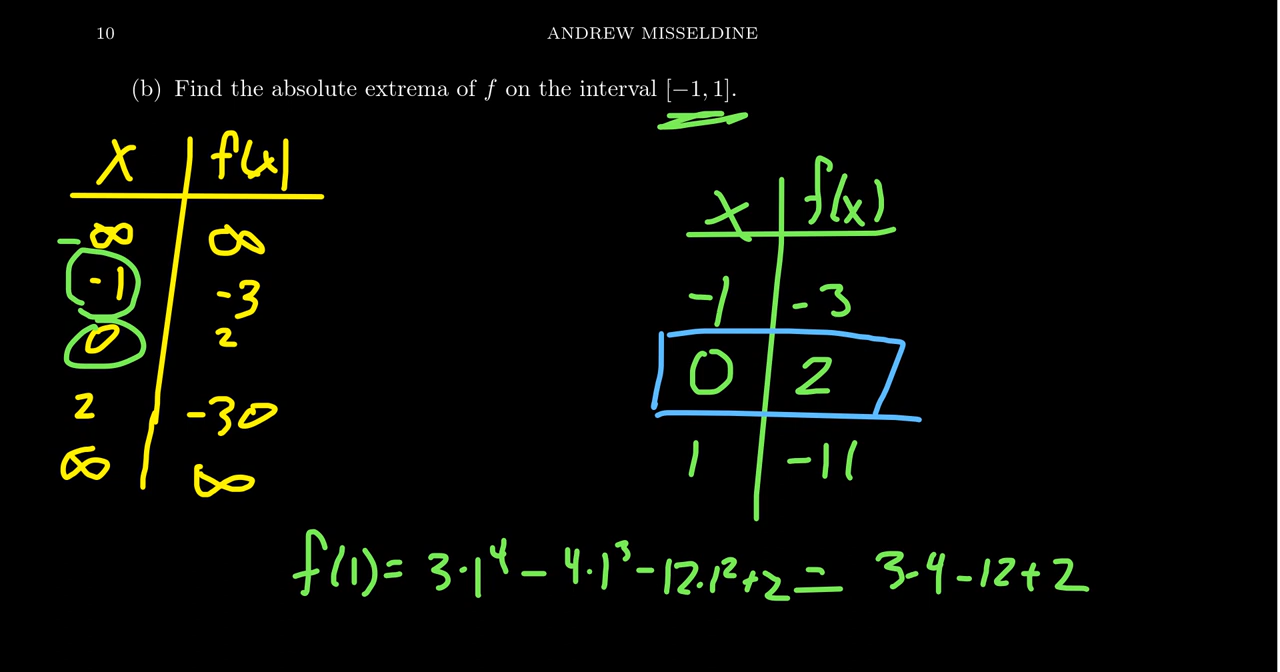 10 ANDREW MISSELDINE
(b) Find the absolute extrema of f on the interval [−1, 1].
x | f(x)
-∞ | ∞
-1 | -3
0 | 2
2 | -30
∞ | ∞
x | f(x)
-1 | -3
0 | 2
1 | -11
f(1) = 3·1⁴ - 4·1³ - 12·1² + 2 = 3-4-12+2